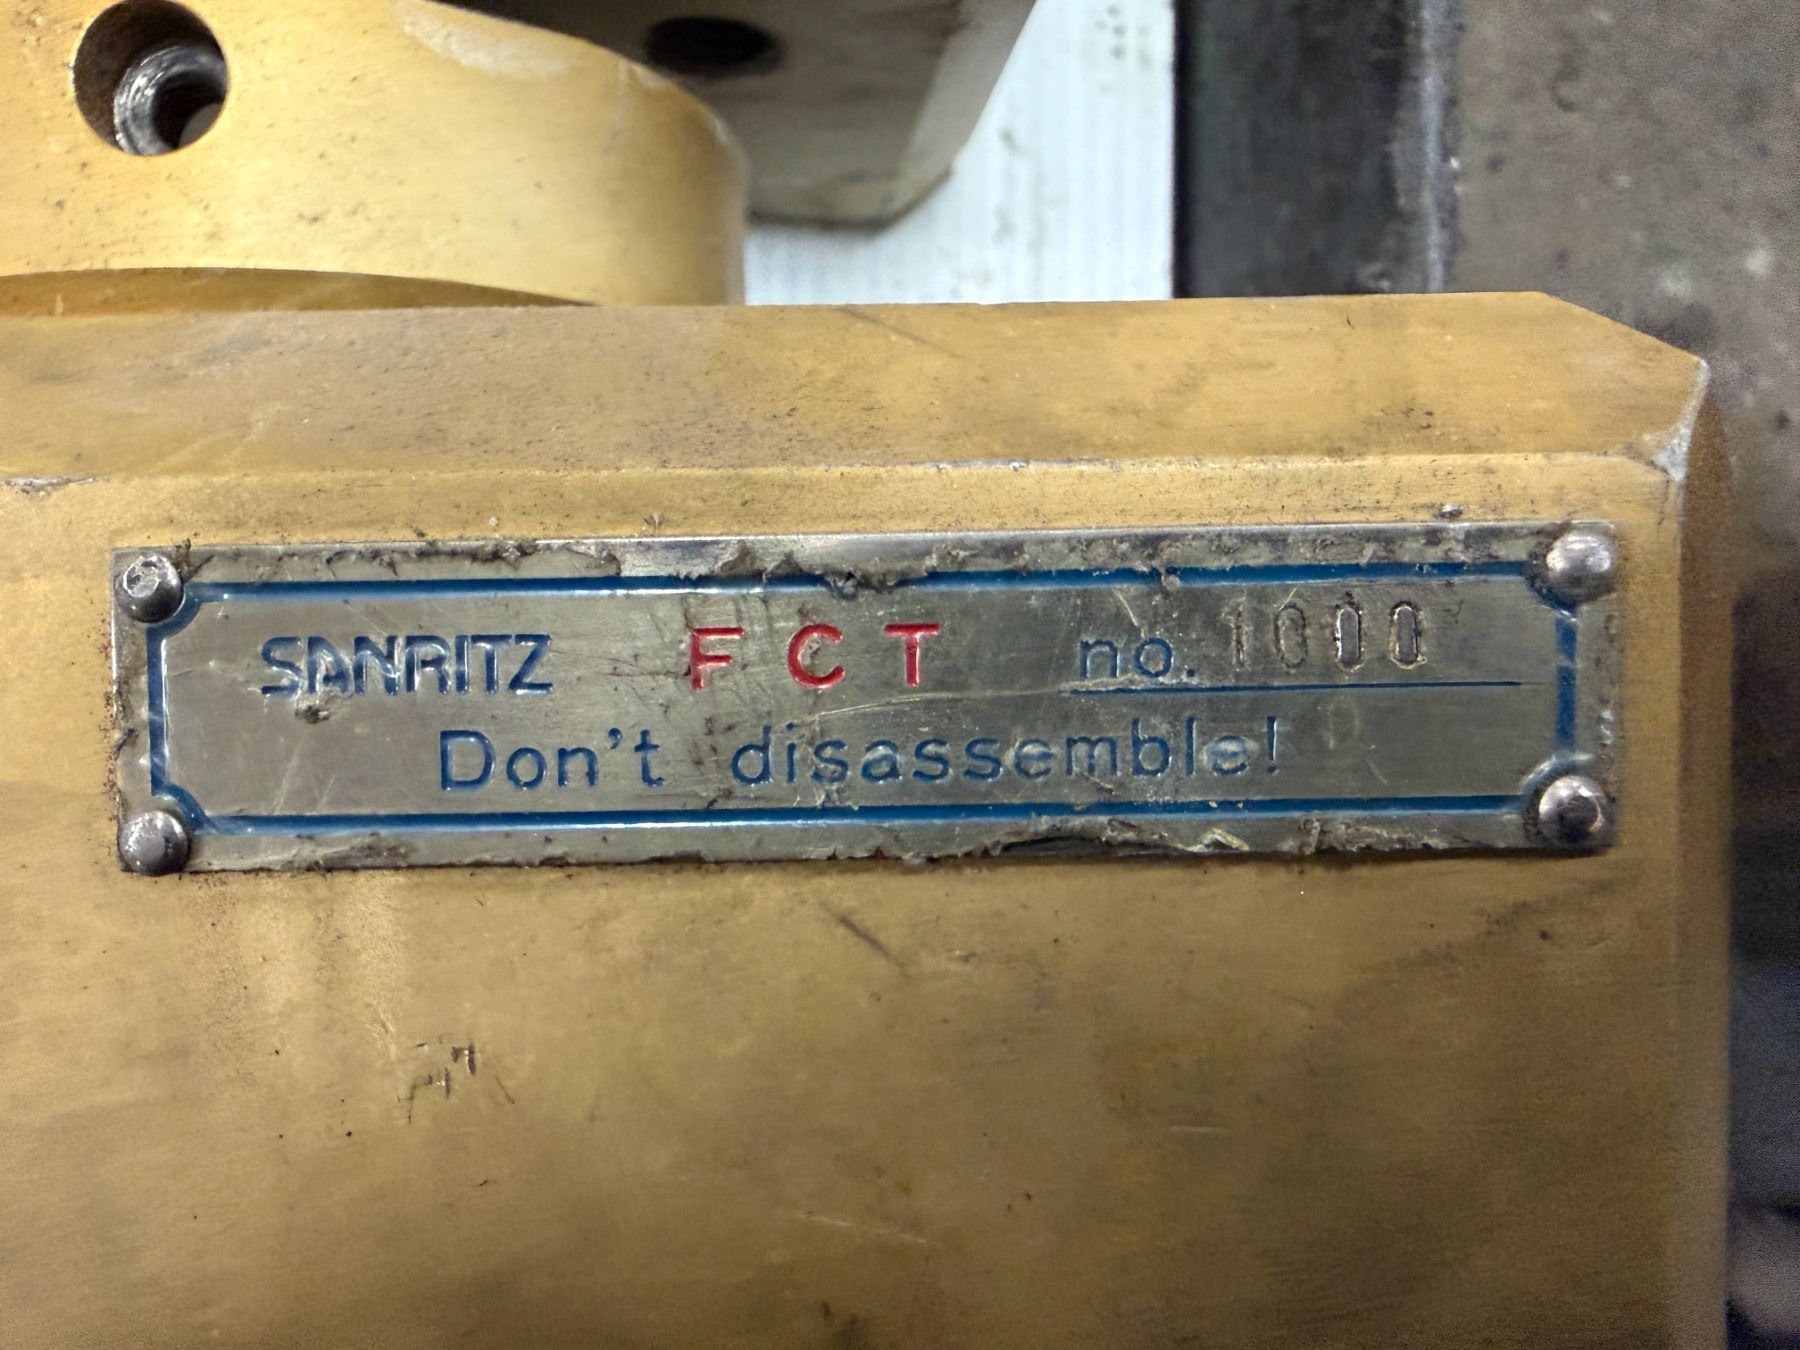 SANRITZ FCT no. 1000
Don't disassemble!